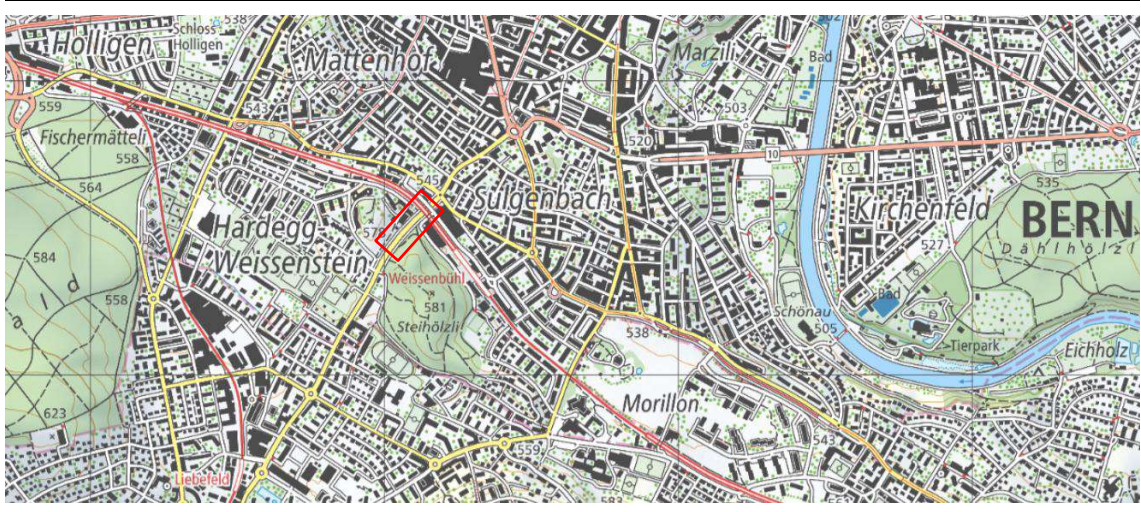 538
Schloss
Holligen
Holligen
Mattenhof
Marzili
502
Bad
559
543
503
Fischermätteli
558
520
10
564
545
535
Sulgenbach
Kirchenfeld
BERN
Hardegg-
Weissenstein
527
Dählhölzli
584
Weissenbühl
558
581
Bad
Steihölzli
Schönau
505
538
Tierpark
Eichholz
623
Morillon
543
559
Liebefeld